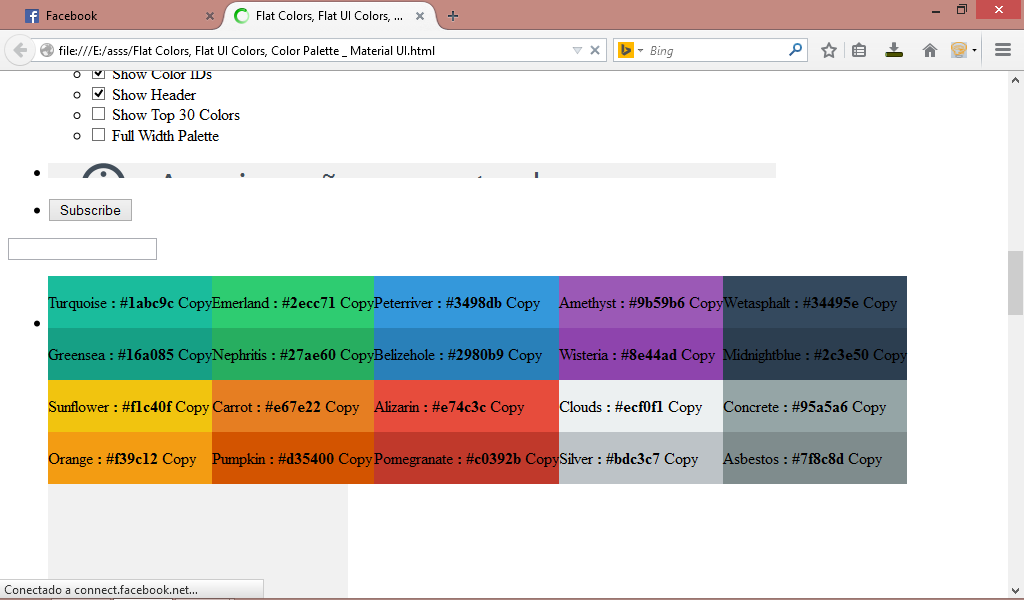 Facebook
Flat Colors, Flat UI Colors, ...
file:///E:/asss/Flat Colors, Flat UI Colors, Color Palette _ Material UI.html
Bing
Show Color IDs
Show Header
Show Top 30 Colors
Full Width Palette
Subscribe
Turquoise : #1abc9c Copy Emerland : #2ecc71 Copy Peterriver : #3498db Copy Amethyst : #9b59b6 Copy Wetasphalt : #34495e Copy
Greensea : #16a085 Copy Nephritis : #27ae60 Copy Belizehole : #2980b9 Copy Wisteria : #8e44ad Copy Midnightblue : #2c3e50 Copy
Sunflower : #f1c40f Copy Carrot : #e67e22 Copy Alizarin : #e74c3c Copy Clouds : #ecf0f1 Copy Concrete : #95a5a6 Copy
Orange : #f39c12 Copy Pumpkin : #d35400 Copy Pomegranate : #c0392b Copy Silver : #bdc3c7 Copy Asbestos : #7f8c8d Copy
Conectado a connect.facebook.net...